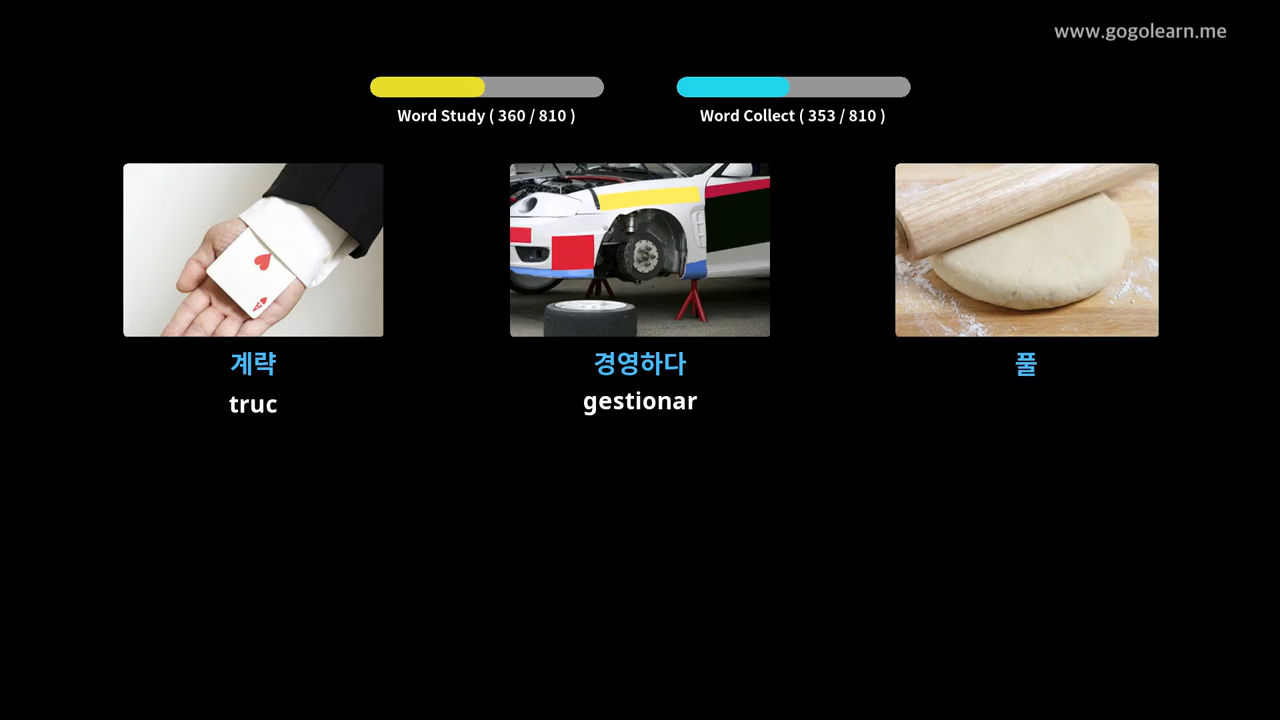 www.gogolearn.me
Word Study ( 360 / 810 )
Word Collect ( 353 / 810 )
계략
truc
경영하다
gestionar
풀